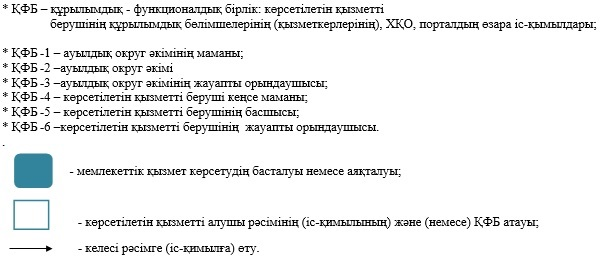 * ҚФБ – құрылымдық - функционалдық бірлік: көрсетілетін қызметті
берушінің құрылымдық бөлімшелерінің (қызметкерлерінің), ХҚО, порталдың өзара іс-қымылдары;
* ҚФБ -1 – ауылдық округ әкімінің маманы;
* ҚФБ -2 –ауылдық округ әкімі
* ҚФБ -3 –ауылдық округ әкімінің жауапты орындаушысы;
* ҚФБ -4 – көрсетілетін қызметті беруші кеңсе маманы;
* ҚФБ -5 – көрсетілетін қызметті берушінің басшысы;
* ҚФБ -6 –көрсетілетін қызметті берушінің жауапты орындаушысы.
.
- мемлекеттік қызмет көрсетудің басталуы немесе аяқталуы;
- көрсетілетін қызметті алушы рәсімінің (іс-қимылының) және (немесе) ҚФБ атауы;
- келесі рәсімге (іс-қимылға) өту.